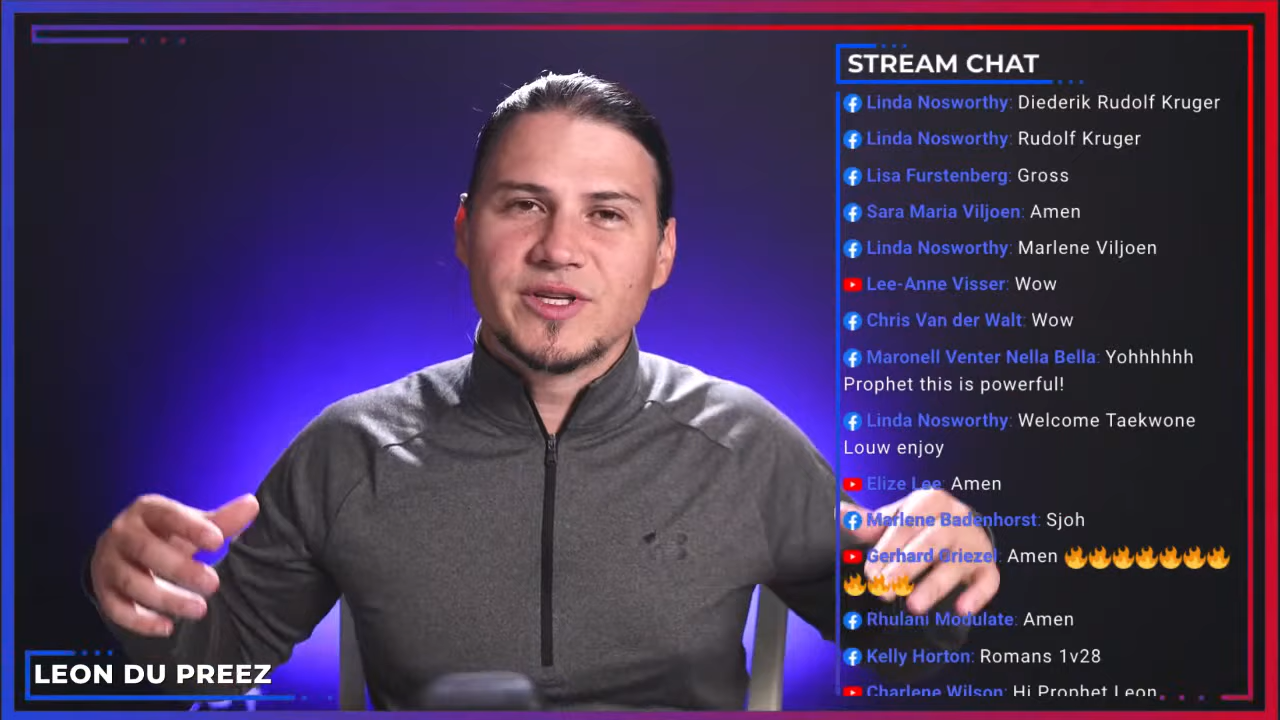 STREAM CHAT
Linda Nosworthy: Diederik Rudolf Kruger
Linda Nosworthy: Rudolf Kruger
Lisa Furstenberg: Gross
Sara Maria Viljoen: Amen
Linda Nosworthy: Marlene Viljoen
Lee-Anne Visser: Wow
Chris Van der Walt: Wow
Maronell Venter Nella Bella: Yohhhhhh
Prophet this is powerful!
Linda Nosworthy: Welcome Taekwone
Louw enjoy
Elize Lee: Amen
Marlene Badenhorst: Sjoh
Gerhard Griezel: Amen 🔥🔥🔥🔥🔥🔥🔥
🔥🔥🔥
Rhulani Modulate: Amen
Kelly Horton: Romans 1v28
Charlene Wilson: Hi Prophet Leon
LEON DU PREEZ